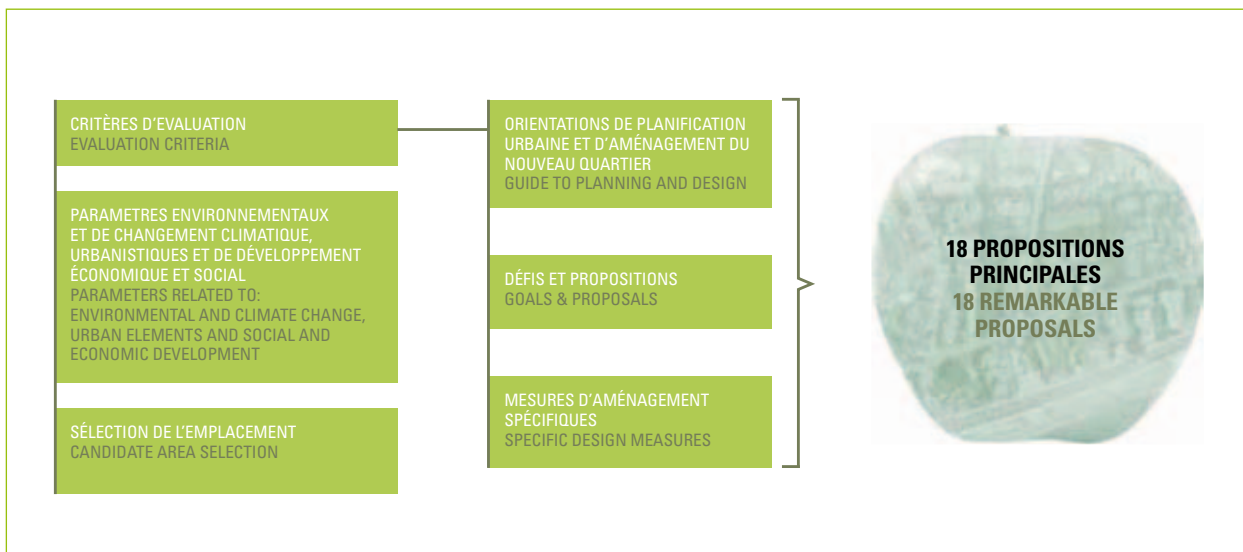 CRITÈRES D'EVALUATION
EVALUATION CRITERIA
PARAMETRES ENVIRONNEMENTAUX
ET DE CHANGEMENT CLIMATIQUE,
URBANISTIQUES ET DE DÉVELOPPEMENT
ÉCONOMIQUE ET SOCIAL
PARAMETERS RELATED TO:
ENVIRONMENTAL AND CLIMATE CHANGE,
URBAN ELEMENTS AND SOCIAL AND
ECONOMIC DEVELOPMENT
SÉLECTION DE L'EMPLACEMENT
CANDIDATE AREA SELECTION
ORIENTATIONS DE PLANIFICATION
URBAINE ET D'AMÉNAGEMENT DU
NOUVEAU QUARTIER
GUIDE TO PLANNING AND DESIGN
DÉFIS ET PROPOSITIONS
GOALS & PROPOSALS
MESURES D'AMÉNAGEMENT
SPÉCIFIQUES
SPECIFIC DESIGN MEASURES
18 PROPOSITIONS
PRINCIPALES
18 REMARKABLE
PROPOSALS